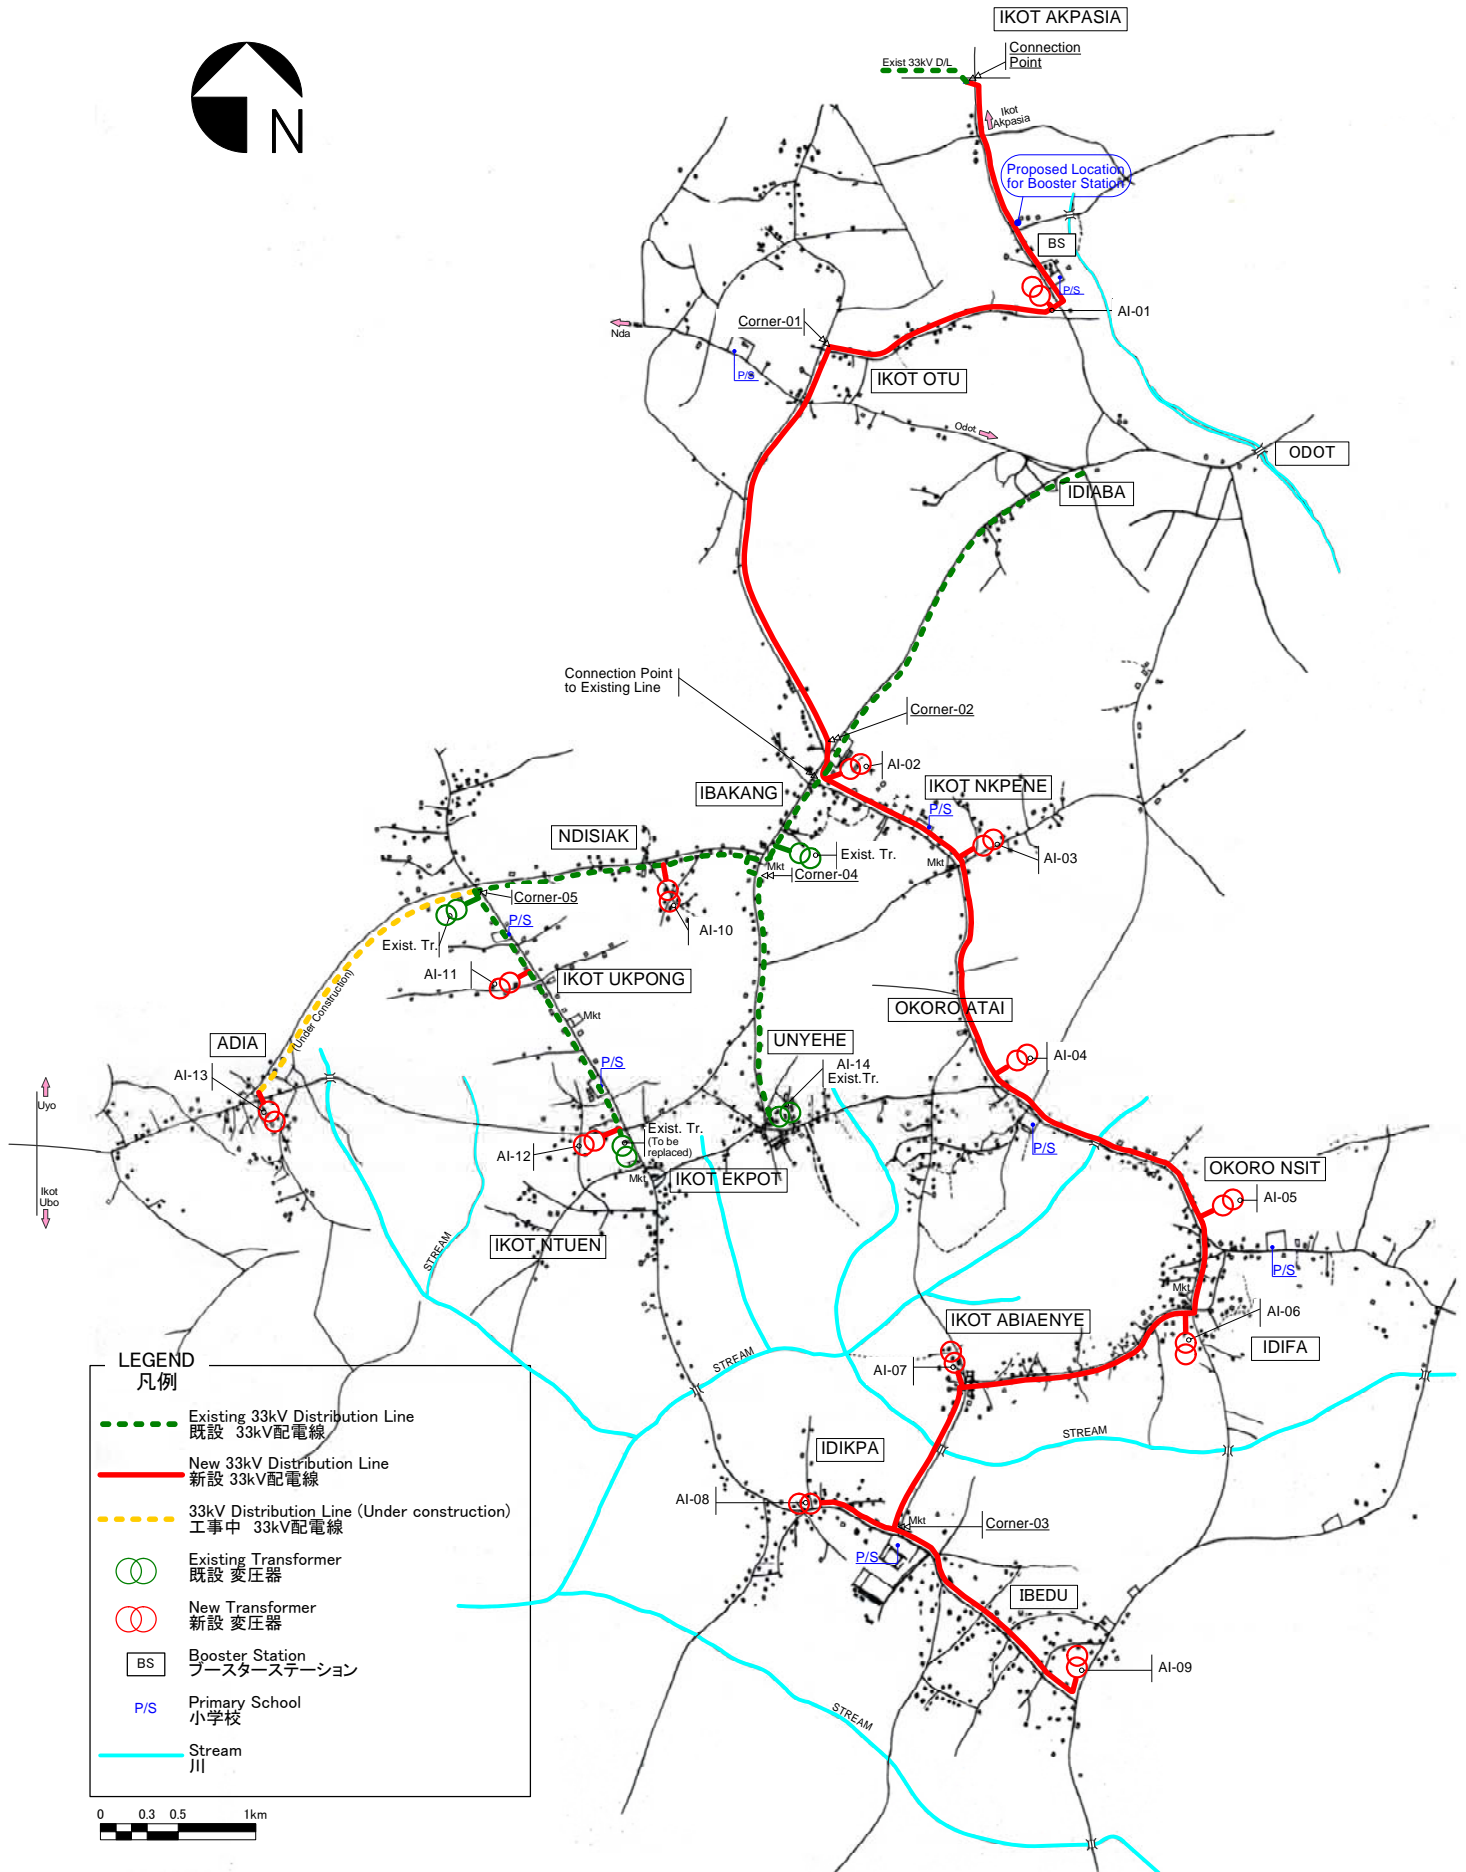 IKOT AKPASIA
Connection
Point
Exist 33kV D/L
Ikot
Akpasia
N
Proposed Location
for Booster Station
BS
P/S
AI-01
Corner-01
Nda
P/S
IKOT OTU
Odot
ODOT
IDIABA
Connection Point
to Existing Line
Corner-02
AI-02
IBAKANG
IKOT NKPENE
P/S
NDISIAK
Exist. Tr.
Mkt
AI-03
Mkt
Corner-04
Corner-05
P/S
AI-10
Exist. Tr.
AI-11
IKOT UKPONG
(Under Construction)
OKORO ATAI
Mkt
ADIA
UNYEHE
AI-04
P/S
AI-14
Exist.Tr.
AI-13
Uyo
Exist. Tr.
(To be
replaced)
AI-12
P/S
OKORO NSIT
Mkt
IKOT EKPOT
AI-05
Ikot
Ubo
IKOT NTUEN
STREAM
P/S
Mkt
AI-06
IKOT ABIAENYE
IDIFA
STREAM
AI-07
LEGEND
凡例
Existing 33kV Distribution Line
既設 33kV配電線
New 33kV Distribution Line
新設 33kV配電線
33kV Distribution Line (Under construction)
工事中 33kV配電線
Existing Transformer
既設 変圧器
New Transformer
新設 変圧器
BS
Booster Station
ブースターステーション
P/S
Primary School
小学校
Stream
川
STREAM
IDIKPA
AI-08
Mkt
Corner-03
P/S
IBEDU
AI-09
STREAM
0 0.3 0.5 1km